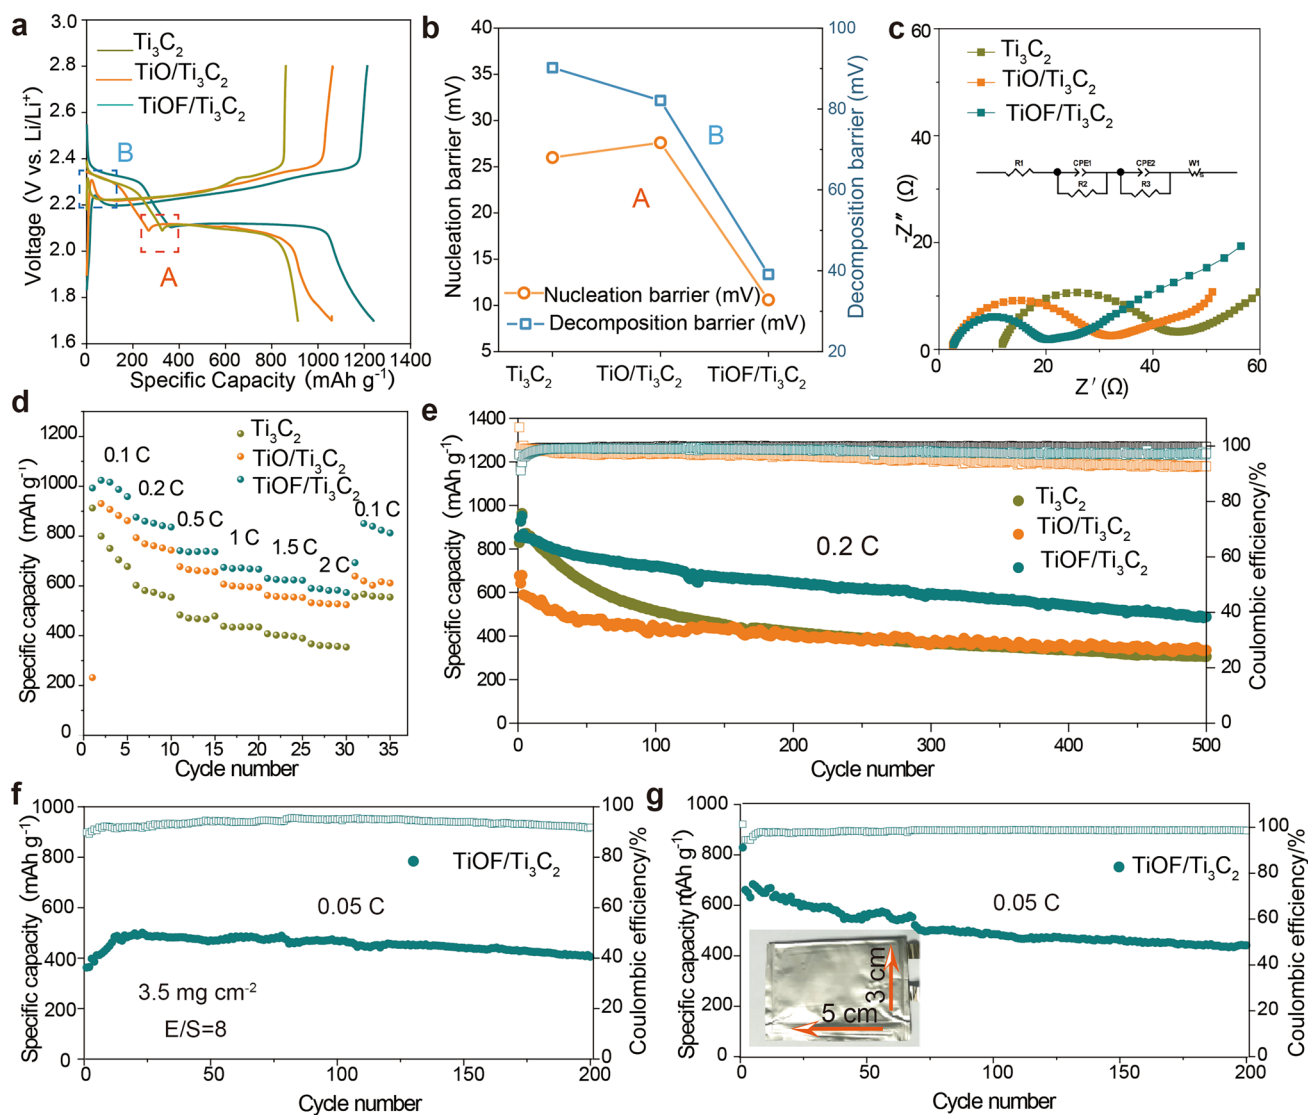 a
3.0
2.8
2.6
2.4
2.2
2.0
1.8
1.6
Voltage (V vs. Li/Li⁺)
Ti₃C₂
TiO/Ti₃C₂
TiOF/Ti₃C₂
B
A
0 200 400 600 800 1000 1200 1400
Specific Capacity (mAh g⁻¹)
b
40
35
30
25
20
15
10
5
Nucleation barrier (mV)
100
80
60
40
20
Decomposition barrier (mV)
B
A
Nucleation barrier (mV)
Decomposition barrier (mV)
Ti₃C₂ TiO/Ti₃C₂ TiOF/Ti₃C₂
c
60
40
20
0
-Z″ (Ω)
Ti₃C₂
TiO/Ti₃C₂
TiOF/Ti₃C₂
R1 CPE1 CPE2 W1
R2 R3 s
0 20 40 60
Z′ (Ω)
d
1200
1000
800
600
400
200
0
Specific capacity (mAh g⁻¹)
Ti₃C₂
TiO/Ti₃C₂
TiOF/Ti₃C₂
0.1 C
0.2 C
0.5 C
1 C
1.5 C
2 C
0.1 C
0 5 10 15 20 25 30 35
Cycle number
e
1400
1200
1000
800
600
400
200
0
Specific capacity (mAh g⁻¹)
100
80
60
40
20
0
Coulombic efficiency/%
Ti₃C₂
TiO/Ti₃C₂
TiOF/Ti₃C₂
0.2 C
0 100 200 300 400 500
Cycle number
f
1000
800
600
400
200
0
Specific capacity (mAh g⁻¹)
100
80
60
40
20
0
Coulombic efficiency/%
TiOF/Ti₃C₂
0.05 C
3.5 mg cm⁻²
E/S=8
0 50 100 150 200
Cycle number
g
1000
800
600
400
200
0
Specific capacity (mAh g⁻¹)
100
80
60
40
20
0
Coulombic efficiency/%
TiOF/Ti₃C₂
0.05 C
3 cm
5 cm
0 50 100 150 200
Cycle number